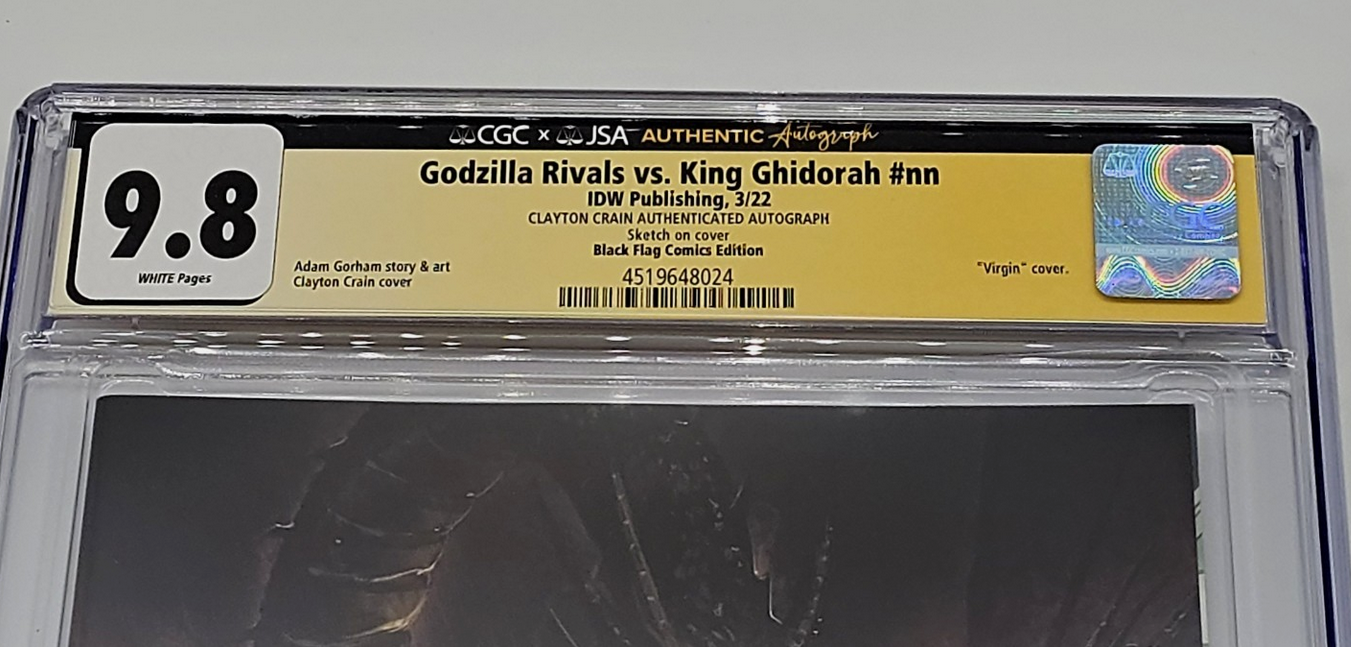 CGC x JSA AUTHENTIC Autograph
9.8
WHITE Pages
Godzilla Rivals vs. King Ghidorah #nn
IDW Publishing, 3/22
CLAYTON CRAIN AUTHENTICATED AUTOGRAPH
Sketch on cover
Black Flag Comics Edition
Adam Gorham story & art
Clayton Crain cover
4519648024
"Virgin" cover.